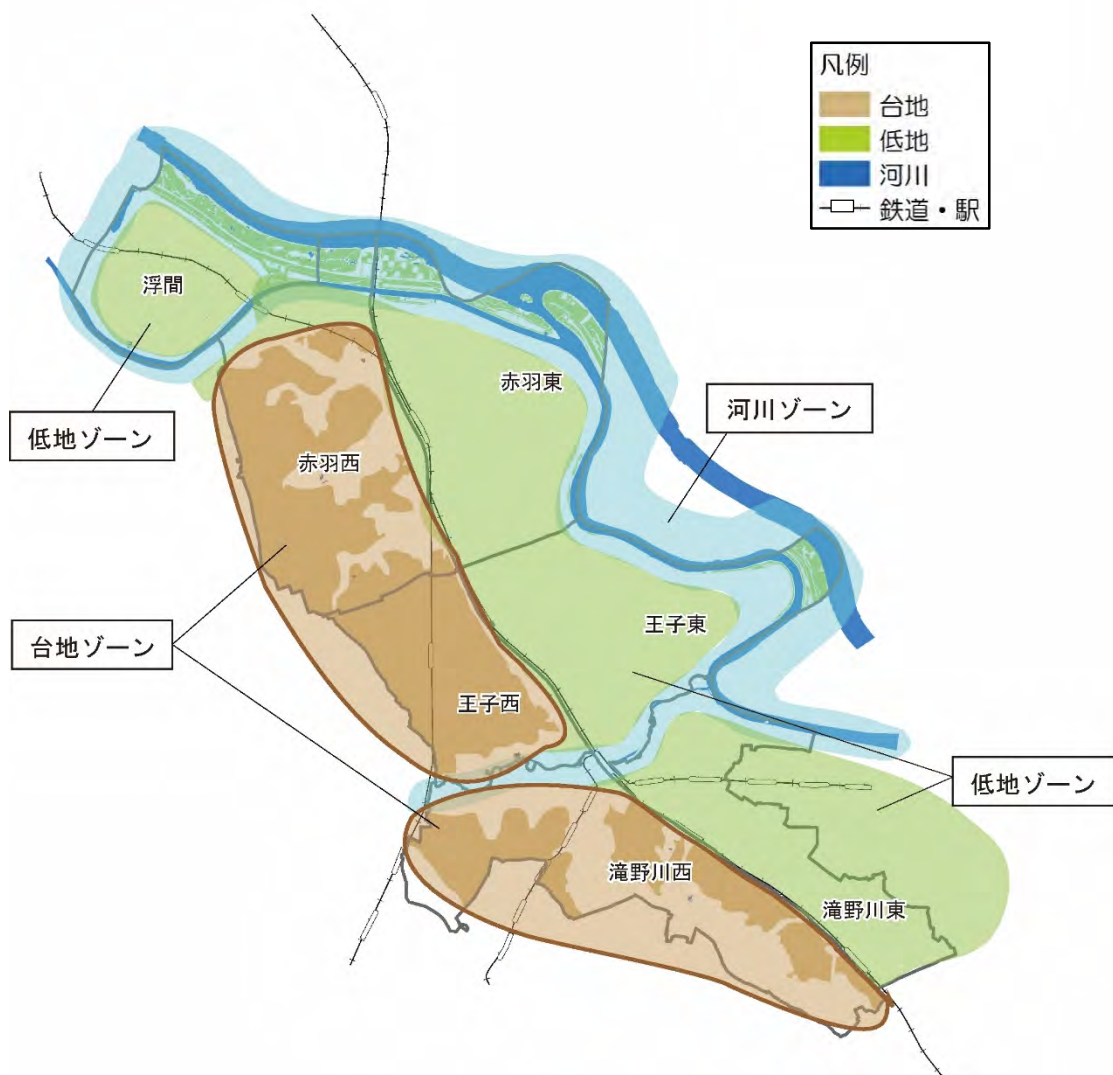 凡例
台地
低地
河川
鉄道・駅
浮間
赤羽東
河川ゾーン
低地ゾーン
赤羽西
王子東
台地ゾーン
王子西
低地ゾーン
滝野川西
滝野川東